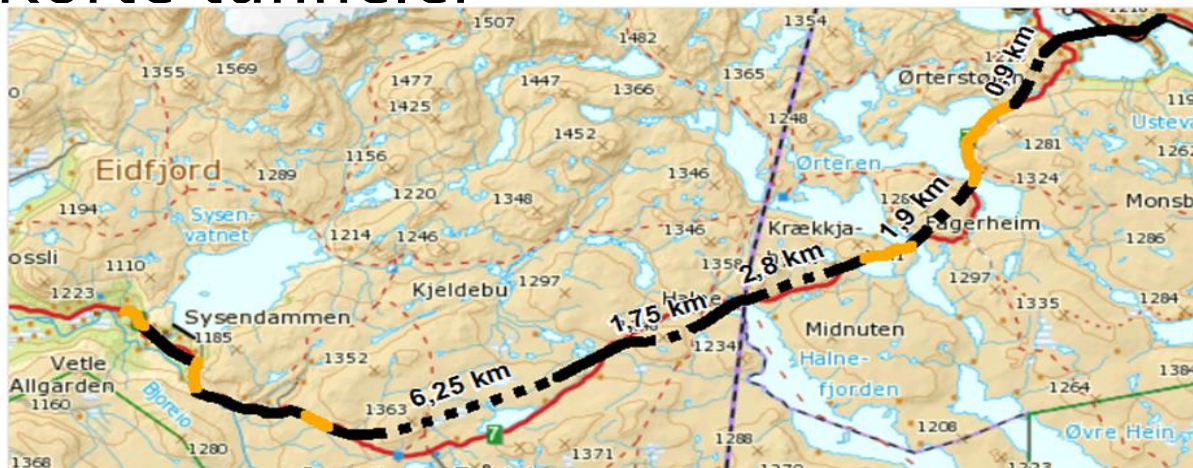 Korte tunneler
1507
1354
1482
1355
1569
1477
1447
1365
1366
1425
0,9 km
1248
1452
1281
Ustev
1156
Ørteren
Eidfjord
1289
1346
1324
1220
1348
1194
Sysen-
vatnet
1,9 km
Monsb
1214
1246
1346
Krækkja-
Fagerheim
1286
ossli
1110
1358
2,8 km
1297
1297
1223
Kjeldebu
1,75 km
1335
1284
Sysendammen
1185
1234
Midnuten
Vetle
Allgarden
1352
Halne-
fjorden
1384
6,25 km
1264
1160
Bjoreio
1363
7
1208
1280
1288
Øvre Hein
1368
1371